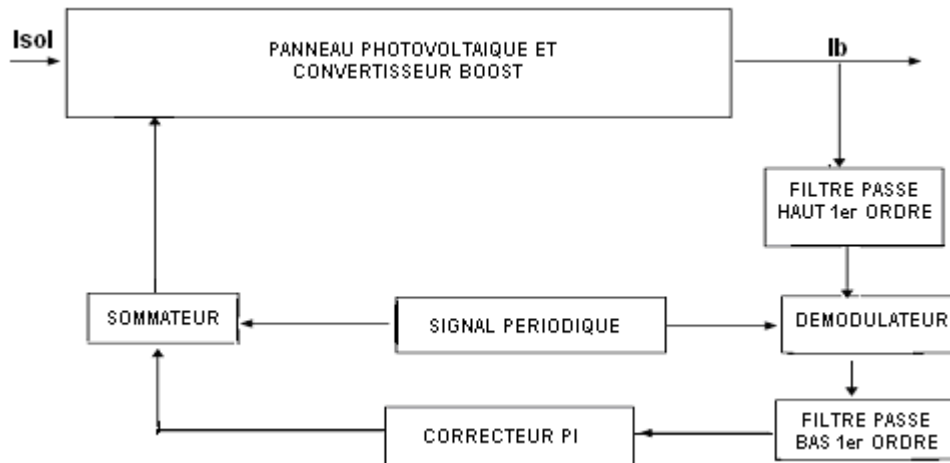 Isol
PANNEAU PHOTOVOLTAIQUE ET
CONVERTISSEUR BOOST
Ib
FILTRE PASSE
HAUT 1er ORDRE
SOMMATEUR
SIGNAL PERIODIQUE
DEMODULATEUR
CORRECTEUR PI
FILTRE PASSE
BAS 1er ORDRE